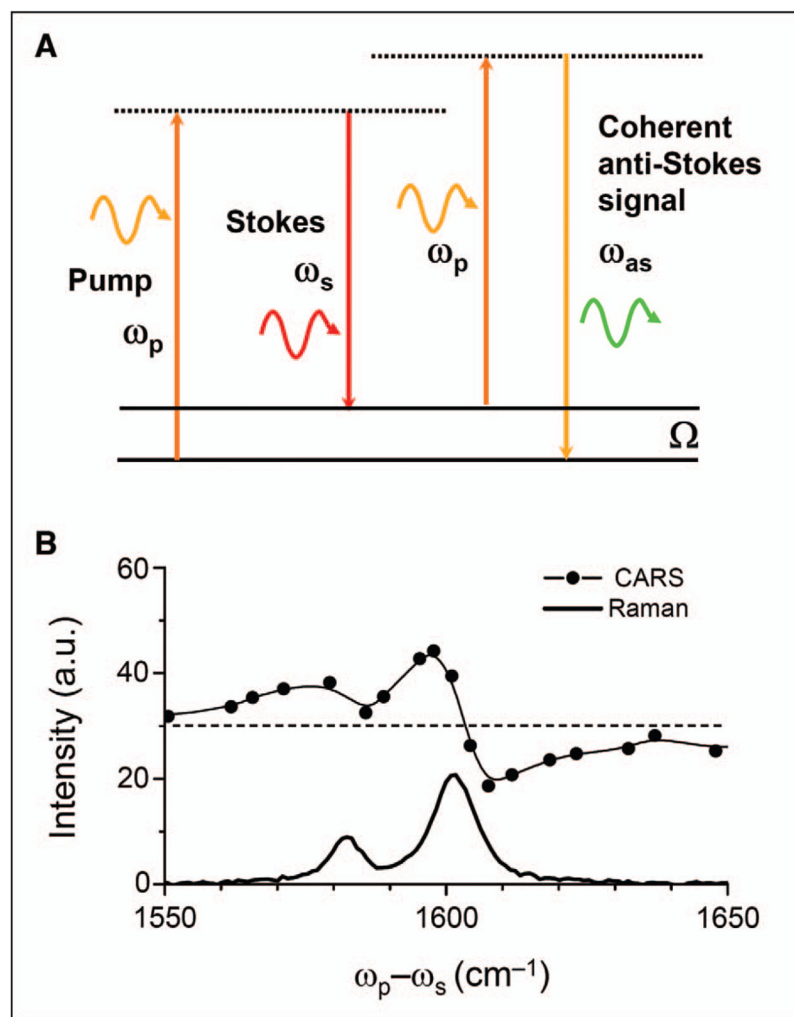 A
Pump
ωp
Stokes
ωs
ωp
Coherent
anti-Stokes
signal
ωas
Ω
B
Intensity (a.u.)
60
40
20
0
CARS
Raman
1550
1600
1650
ωp–ωs (cm–1)